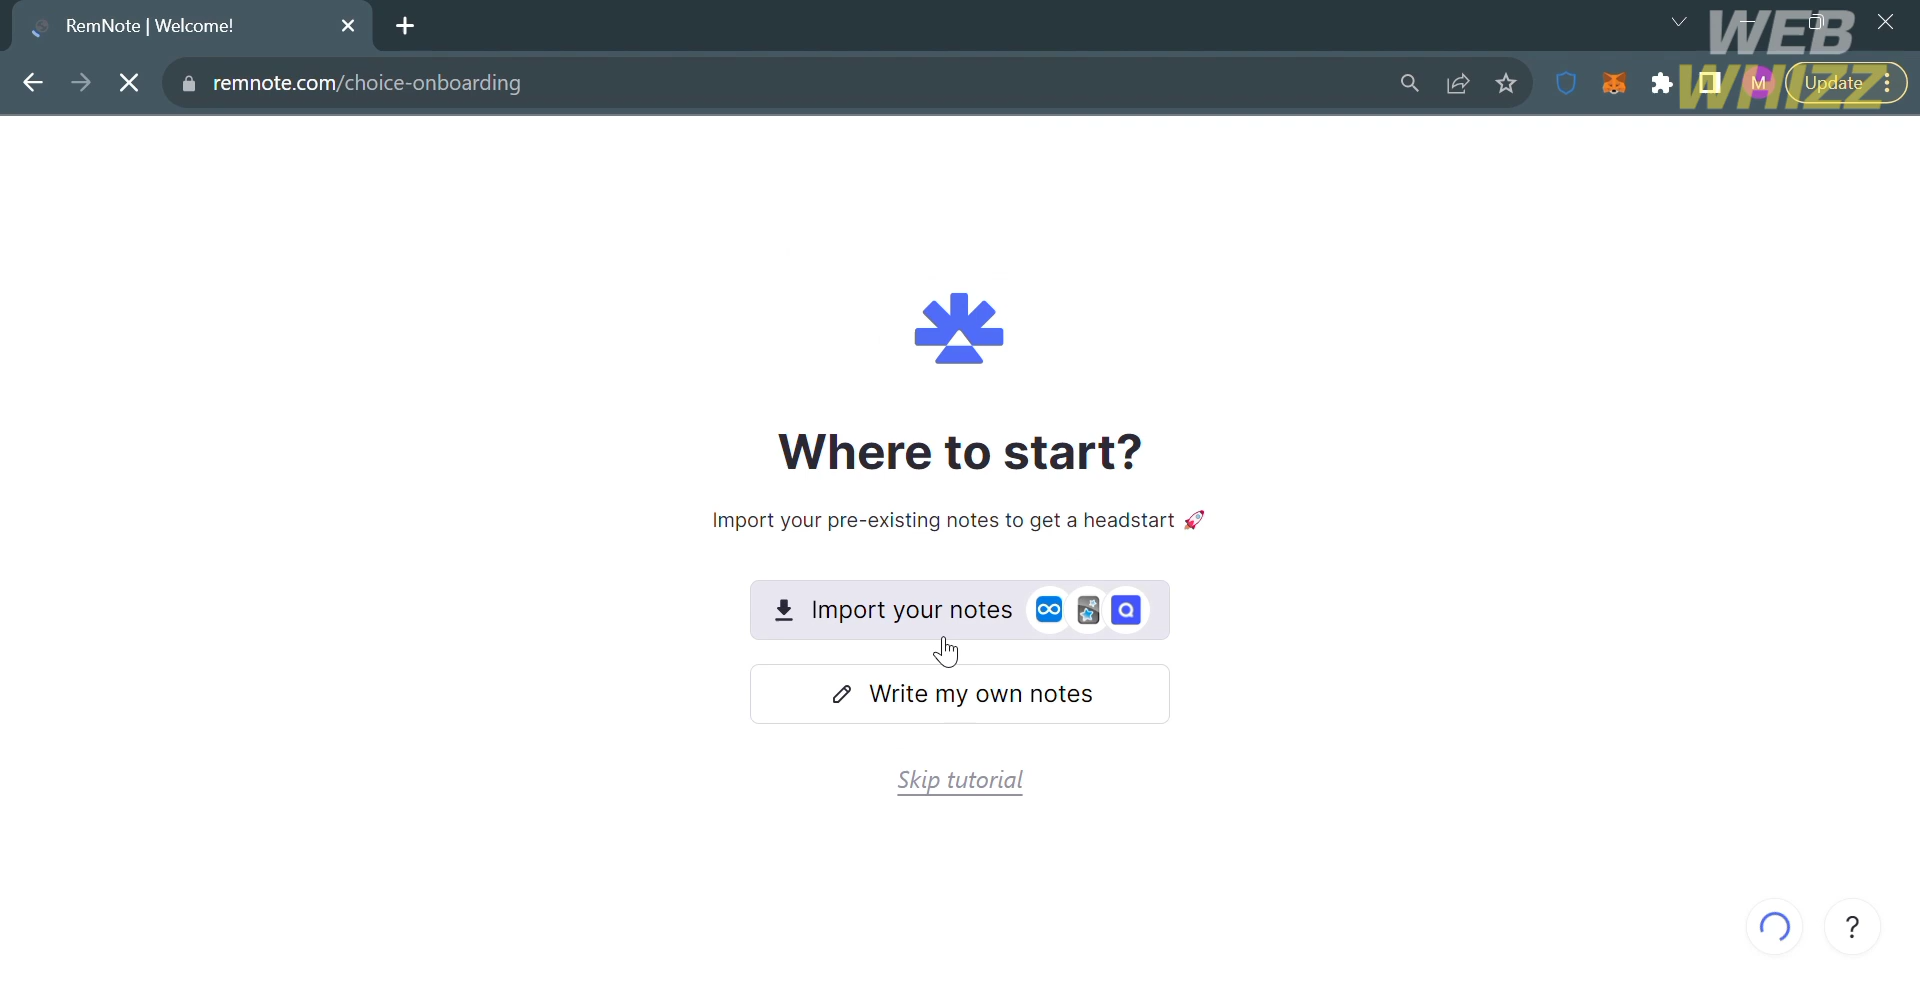 RemNote | Welcome!
WEB
remnote.com/choice-onboarding
M
Update
WHIZZ
Where to start?
Import your pre-existing notes to get a headstart 🚀
Import your notes
Write my own notes
Skip tutorial
?